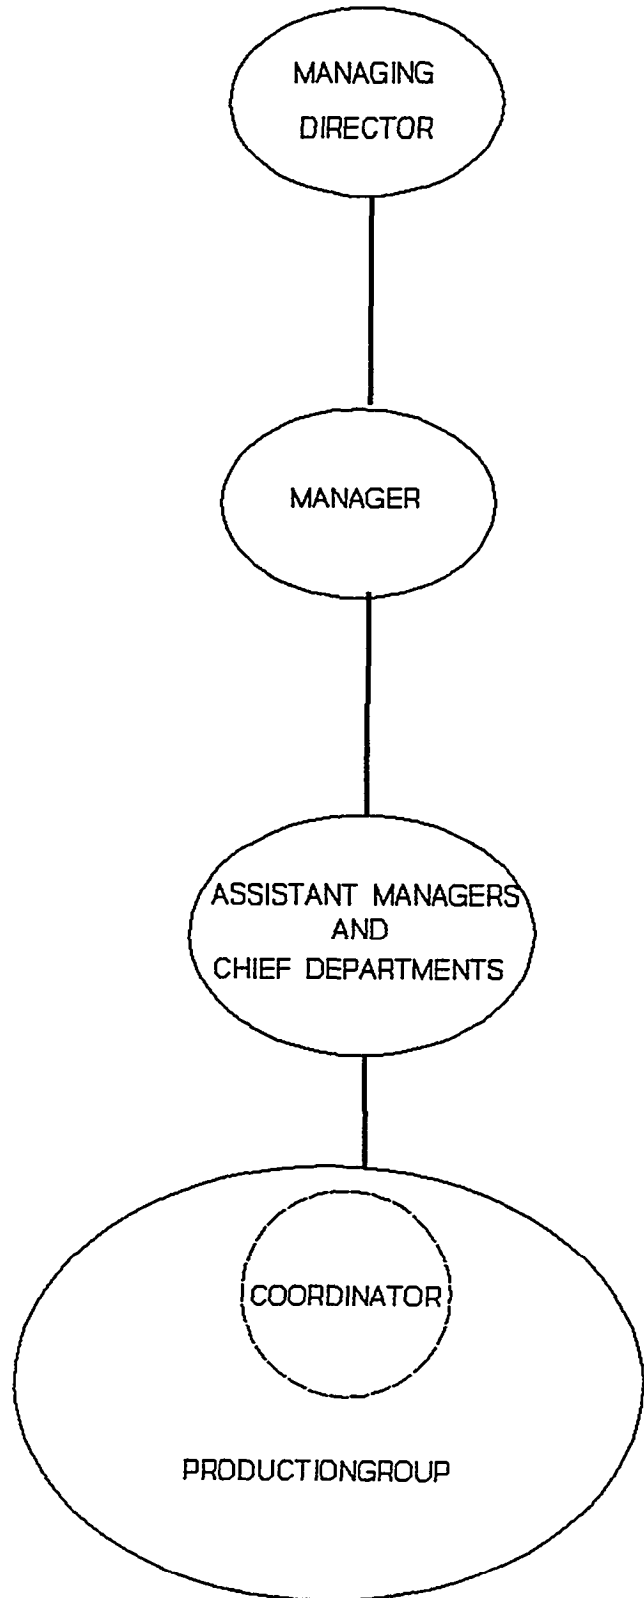 MANAGING
DIRECTOR
MANAGER
ASSISTANT MANAGERS
AND
CHIEF DEPARTMENTS
COORDINATOR
PRODUCTIONGROUP